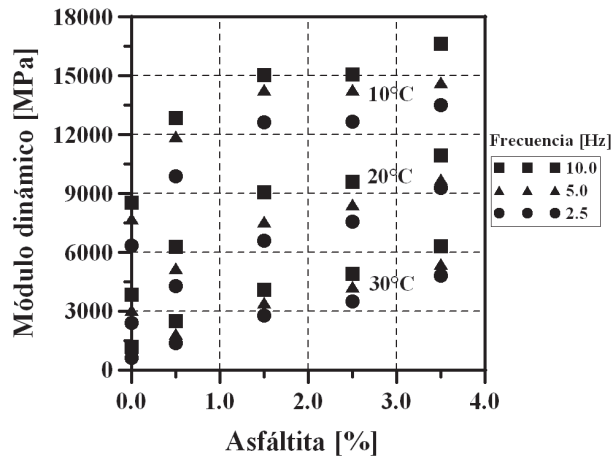 Módulo dinámico [MPa]
18000
15000
12000
9000
6000
3000
0
10°C
20°C
30°C
0.0 1.0 2.0 3.0 4.0
Asfáltita [%]
Frecuencia [Hz]
10.0
5.0
2.5